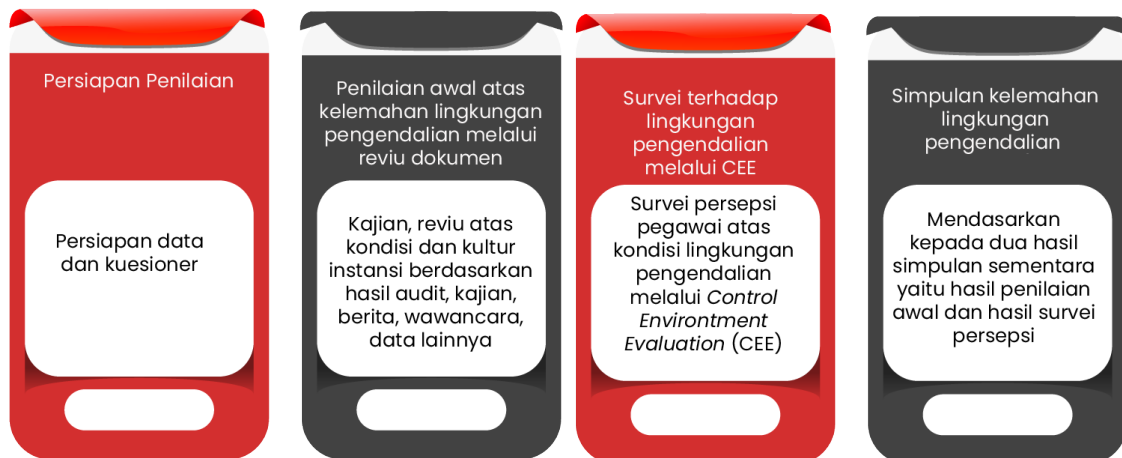 Persiapan Penilaian
Persiapan data
dan kuesioner
Penilaian awal atas
kelemahan lingkungan
pengendalian melalui
reviu dokumen
Kajian, reviu atas
kondisi dan kultur
instansi berdasarkan
hasil audit, kajian,
berita, wawancara,
data lainnya
Survei terhadap
lingkungan
pengendalian
melalui CEE
Survei persepsi
pegawai atas
kondisi lingkungan
pengendalian
melalui Control
Environtment
Evaluation (CEE)
Simpulan kelemahan
lingkungan
pengendalian
Mendasarkan
kepada dua hasil
simpulan sementara
yaitu hasil penilaian
awal dan hasil survei
persepsi